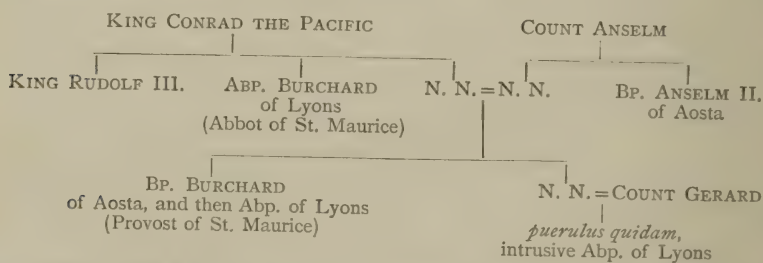 KING CONRAD THE PACIFIC COUNT ANSELM
KING RUDOLF III. ABP. BURCHARD N. N.=N. N. BP. ANSELM II.
of Lyons of Aosta
(Abbot of St. Maurice)
BP. BURCHARD N. N.=COUNT GERARD
of Aosta, and then Abp. of Lyons puerulus quidam,
(Provost of St. Maurice) intrusive Abp. of Lyons